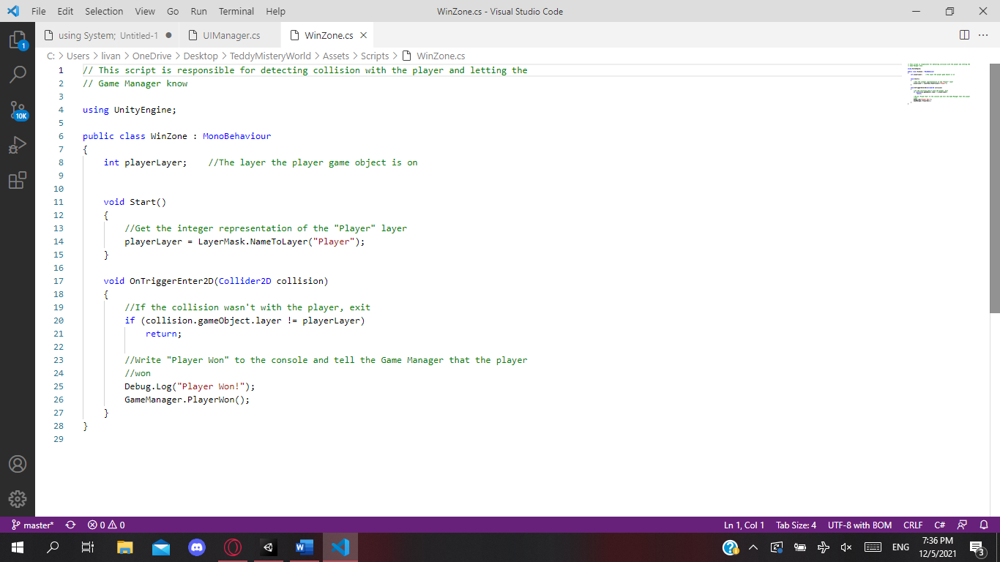 File Edit Selection View Go Run Terminal Help WinZone.cs - Visual Studio Code
using System; Untitled-1 UIManager.cs WinZone.cs
C: > Users > livan > OneDrive > Desktop > TeddyMisteryWorld > Assets > Scripts > WinZone.cs
1 // This script is responsible for detecting collision with the player and letting the
2 // Game Manager know
3
4 using UnityEngine;
5
6 public class WinZone : MonoBehaviour
7 {
8 int playerLayer; //The layer the player game object is on
9
10
11 void Start()
12 {
13 //Get the integer representation of the "Player" layer
14 playerLayer = LayerMask.NameToLayer("Player");
15 }
16
17 void OnTriggerEnter2D(Collider2D collision)
18 {
19 //If the collision wasn't with the player, exit
20 if (collision.gameObject.layer != playerLayer)
21 return;
22
23 //Write "Player Won" to the console and tell the Game Manager that the player
24 //won
25 Debug.Log("Player Won!");
26 GameManager.PlayerWon();
27 }
28 }
29
1
10K
master* 0 0 Ln 1, Col 1 Tab Size: 4 UTF-8 with BOM CRLF C#
ENG 7:36 PM
12/5/2021 3